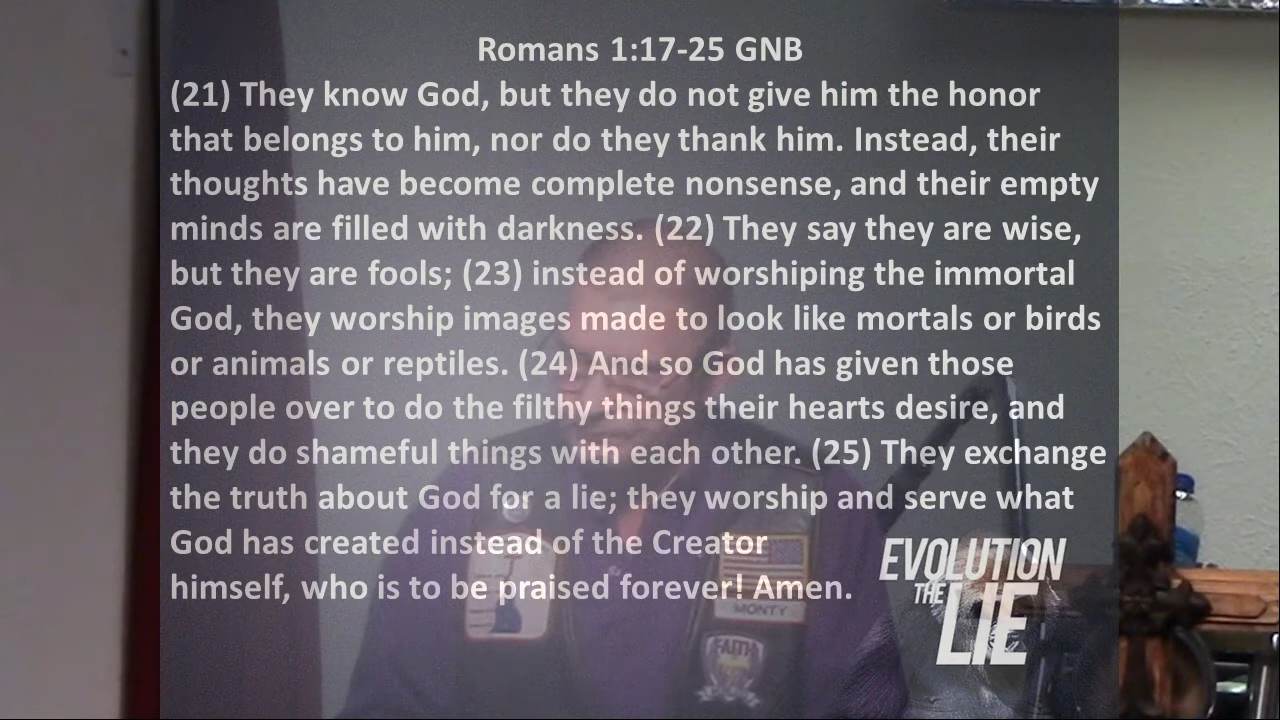 Romans 1:17-25 GNB
(21) They know God, but they do not give him the honor
that belongs to him, nor do they thank him. Instead, their
thoughts have become complete nonsense, and their empty
minds are filled with darkness. (22) They say they are wise,
but they are fools; (23) instead of worshiping the immortal
God, they worship images made to look like mortals or birds
or animals or reptiles. (24) And so God has given those
people over to do the filthy things their hearts desire, and
they do shameful things with each other. (25) They exchange
the truth about God for a lie; they worship and serve what
God has created instead of the Creator
himself, who is to be praised forever! Amen.
EVOLUTION
THE
LIE
MONTY
FAITH